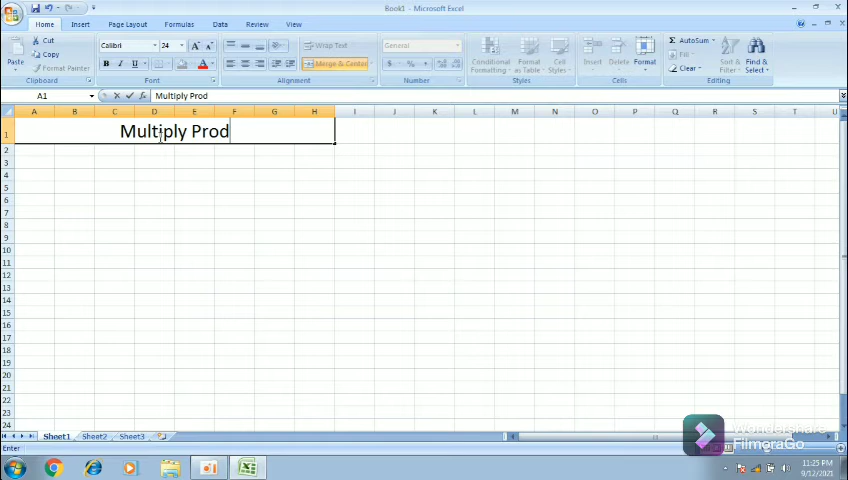 Book1 - Microsoft Excel
Home Insert Page Layout Formulas Data Review View
Paste
Cut
Copy
Format Painter
Clipboard
Calibri 24
B I U
Font
Wrap Text
Merge & Center
Alignment
General
$ % ,
Number
Conditional Formatting
Format as Table
Cell Styles
Styles
Insert Delete Format
Cells
Σ AutoSum
Fill
Clear
Sort & Filter
Find & Select
Editing
A1 fx Multiply Prod
A B C D E F G H I J K L M N O P Q R S T U
1 Multiply Prod
2
3
4
5
6
7
8
9
10
11
12
13
14
15
16
17
18
19
20
21
22
23
24
Sheet1 Sheet2 Sheet3
Enter
Wondershare
FilmoraGo
11:25 PM
9/12/2021